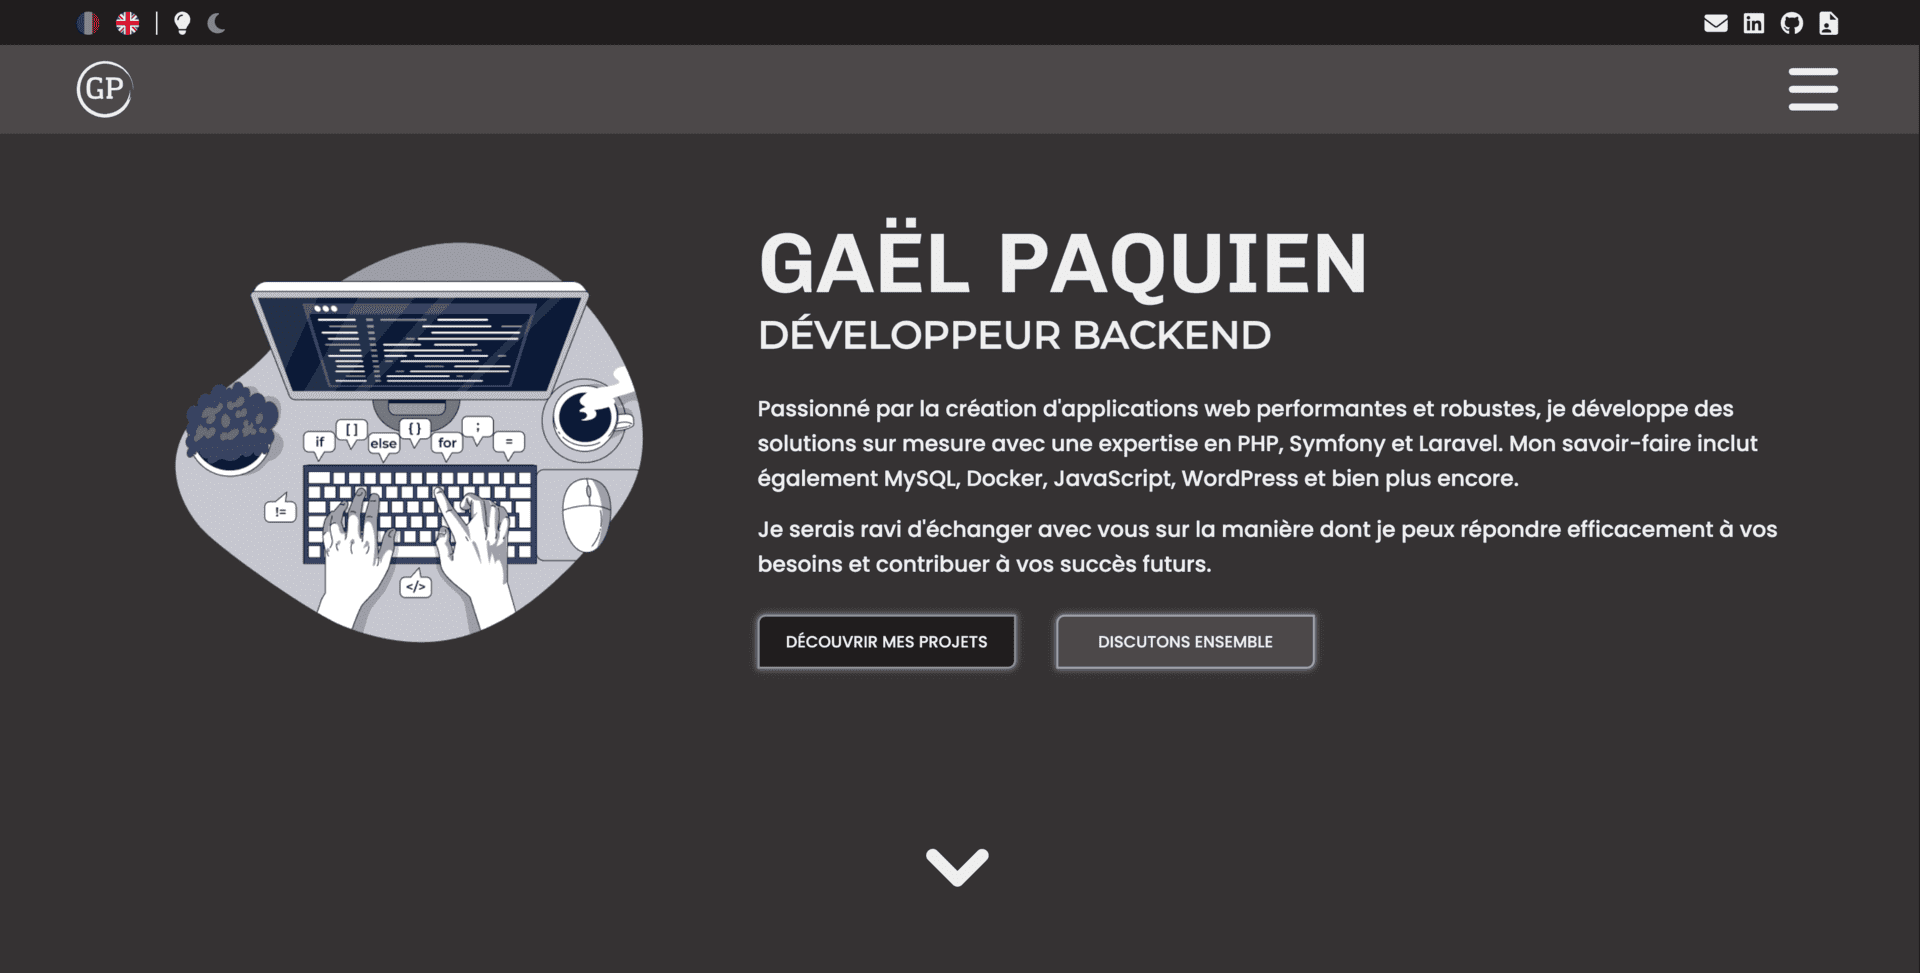 GP
GAËL PAQUIEN
DÉVELOPPEUR BACKEND
Passionné par la création d'applications web performantes et robustes, je développe des
solutions sur mesure avec une expertise en PHP, Symfony et Laravel. Mon savoir-faire inclut
également MySQL, Docker, JavaScript, WordPress et bien plus encore.
Je serais ravi d'échanger avec vous sur la manière dont je peux répondre efficacement à vos
besoins et contribuer à vos succès futurs.
DÉCOUVRIR MES PROJETS
DISCUTONS ENSEMBLE
if
[ ]
else
{ }
for
;
=
!=
</>
in